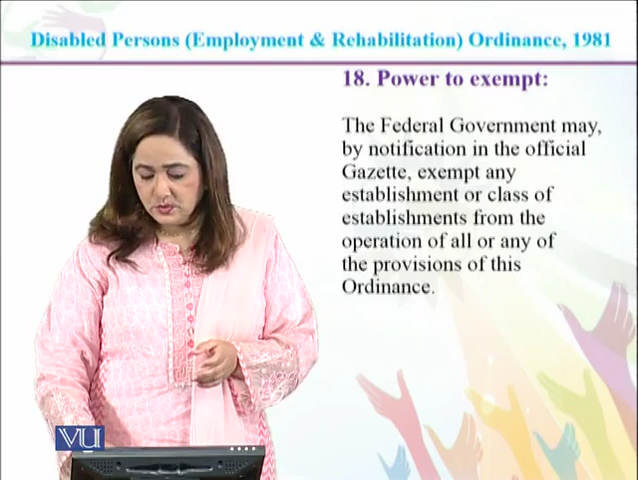 Disabled Persons (Employment & Rehabilitation) Ordinance, 1981
18. Power to exempt:
The Federal Government may,
by notification in the official
Gazette, exempt any
establishment or class of
establishments from the
operation of all or any of
the provisions of this
Ordinance.
VU